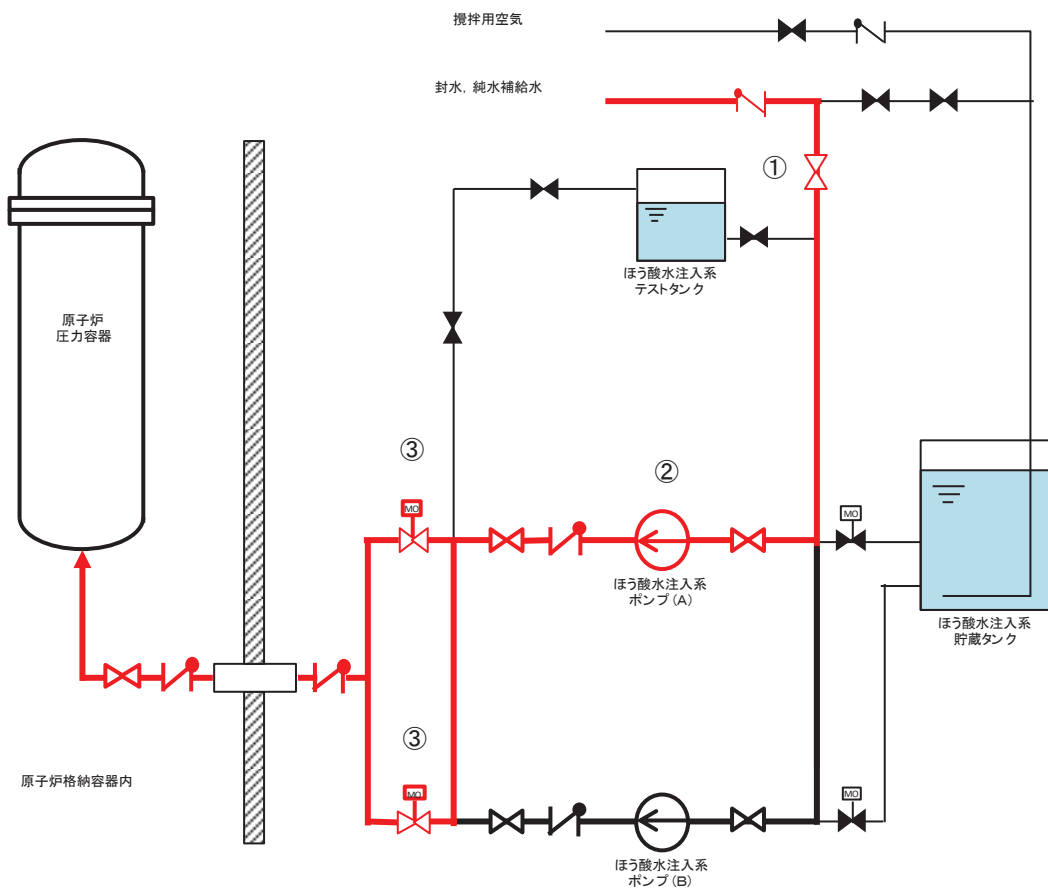 攪拌用空気
封水, 純水補給水
①
ほう酸水注入系
テストタンク
原子炉
圧力容器
③
②
MO
MO
ほう酸水注入系
ポンプ(A)
ほう酸水注入系
貯蔵タンク
③
原子炉格納容器内
MO
MO
ほう酸水注入系
ポンプ(B)